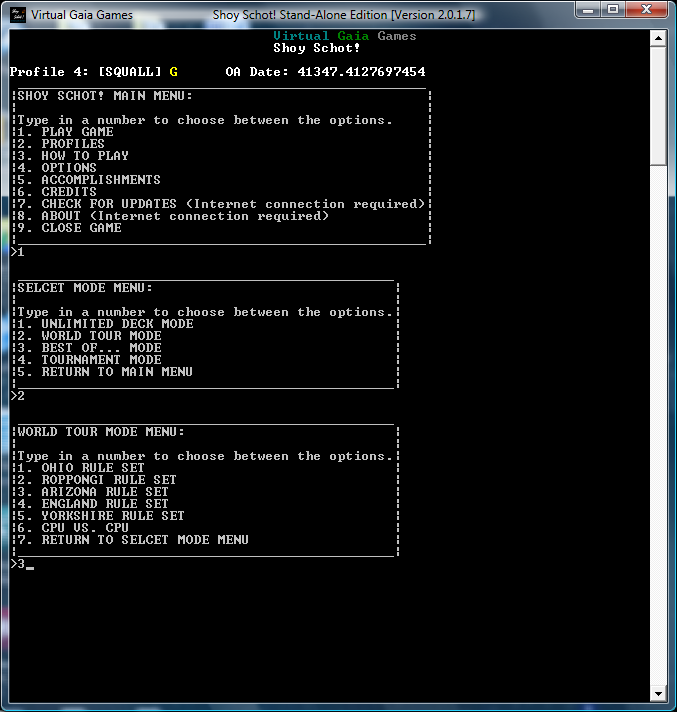 Virtual Gaia Games Shoy Schot! Stand-Alone Edition [Version 2.0.1.7]
Virtual Gaia Games
Shoy Schot!
Profile 4: [SQUALL] G OA Date: 41347.4127697454
SHOY SCHOT! MAIN MENU:
Type in a number to choose between the options.
1. PLAY GAME
2. PROFILES
3. HOW TO PLAY
4. OPTIONS
5. ACCOMPLISHMENTS
6. CREDITS
7. CHECK FOR UPDATES (Internet connection required)
8. ABOUT (Internet connection required)
9. CLOSE GAME
>1
SELCET MODE MENU:
Type in a number to choose between the options.
1. UNLIMITED DECK MODE
2. WORLD TOUR MODE
3. BEST OF... MODE
4. TOURNAMENT MODE
5. RETURN TO MAIN MENU
>2
WORLD TOUR MODE MENU:
Type in a number to choose between the options.
1. OHIO RULE SET
2. ROPPONGI RULE SET
3. ARIZONA RULE SET
4. ENGLAND RULE SET
5. YORKSHIRE RULE SET
6. CPU VS. CPU
7. RETURN TO SELCET MODE MENU
>3_